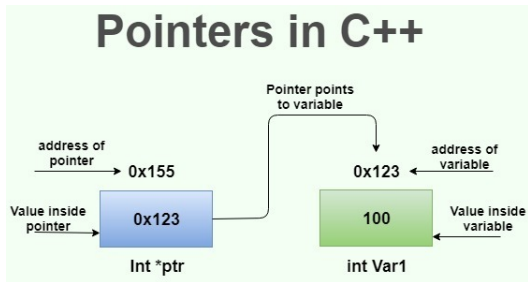 Pointers in C++
Pointer points
to variable
address of
pointer
0x155
0x123
address of
variable
Value inside
pointer
0x123
100
Value inside
variable
Int *ptr
int Var1